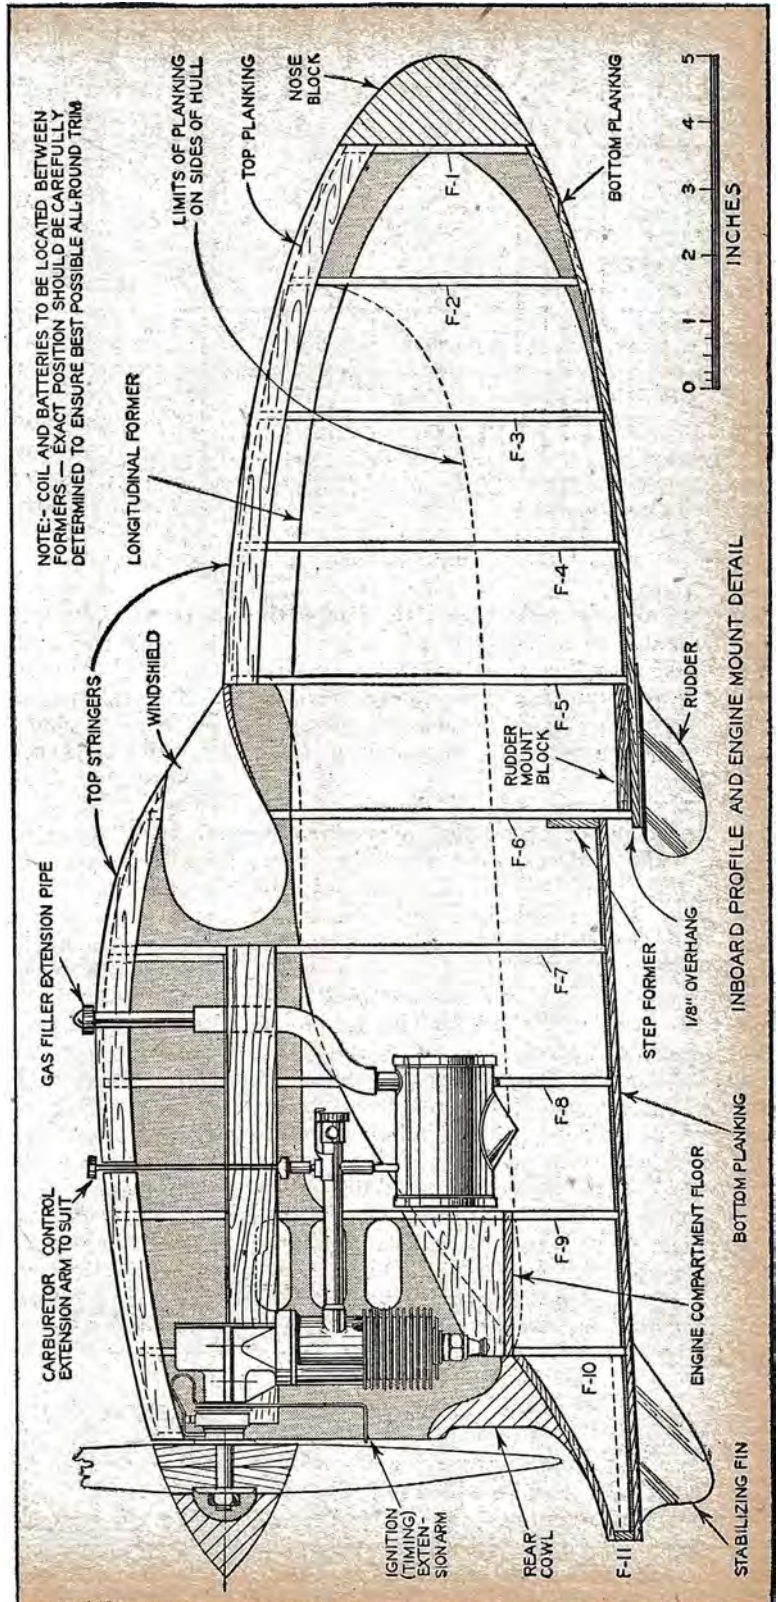 NOTE:- COIL AND BATTERIES TO BE LOCATED BETWEEN
FORMERS — EXACT POSITION SHOULD BE CAREFULLY
DETERMINED TO ENSURE BEST POSSIBLE ALL-ROUND TRIM
CARBURETOR CONTROL
EXTENSION ARM TO SUIT
GAS FILLER EXTENSION PIPE
TOP STRINGERS
WINDSHIELD
LONGITUDINAL FORMER
LIMITS OF PLANKING
ON SIDES OF HULL
TOP PLANKING
NOSE
BLOCK
IGNITION
(TIMING)
EXTEN-
SION ARM
REAR
COWL
F-11
F-10
F-9
F-8
F-7
F-6
F-5
F-4
F-3
F-2
F-1
RUDDER
MOUNT
BLOCK
STABILIZING FIN
ENGINE COMPARTMENT FLOOR
BOTTOM PLANKING
STEP FORMER
1/8" OVERHANG
RUDDER
BOTTOM PLANKNG
0 1 2 3 4 5
INCHES
INBOARD PROFILE AND ENGINE MOUNT DETAIL